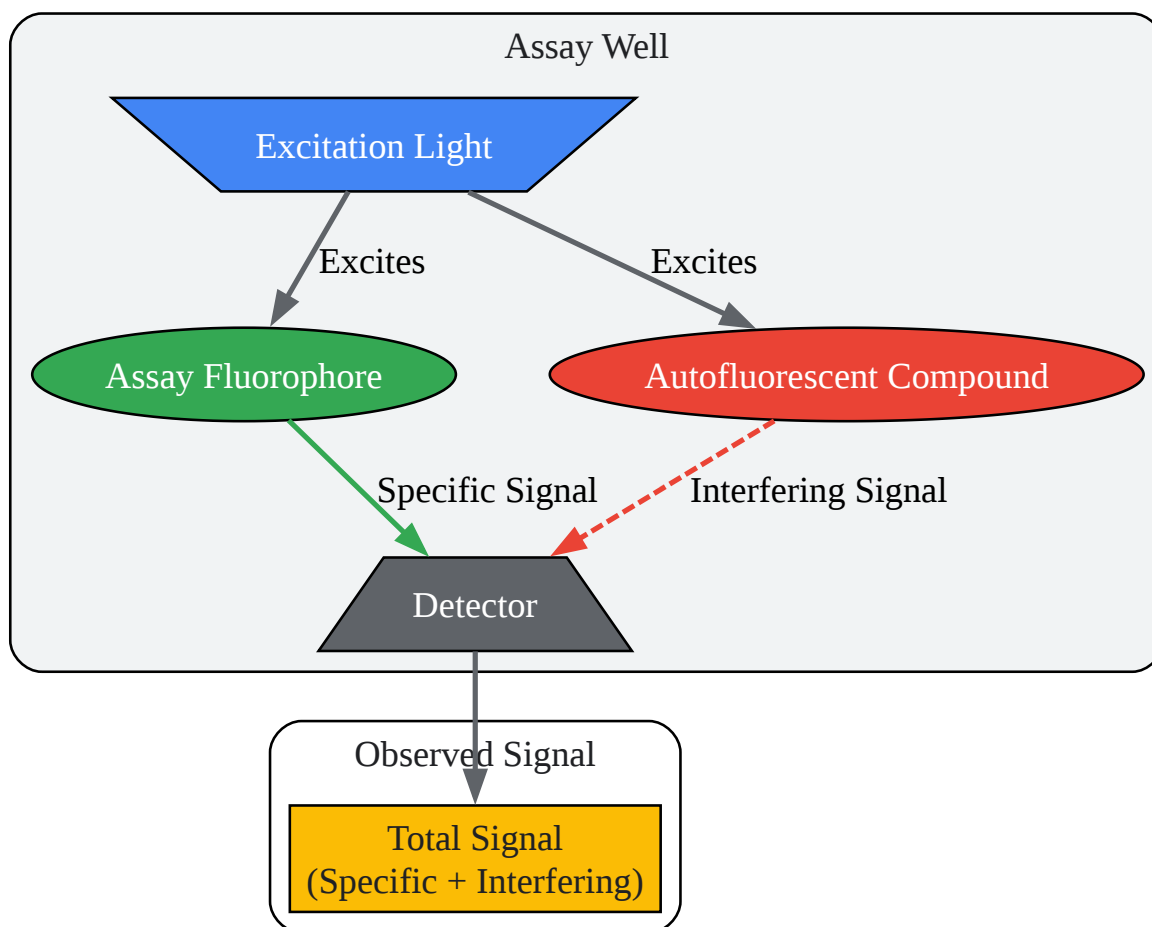 Assay Well
Excitation Light
Excites
Excites
Assay Fluorophore
Autofluorescent Compound
Specific Signal
Interfering Signal
Detector
Observed Signal
Total Signal
(Specific + Interfering)